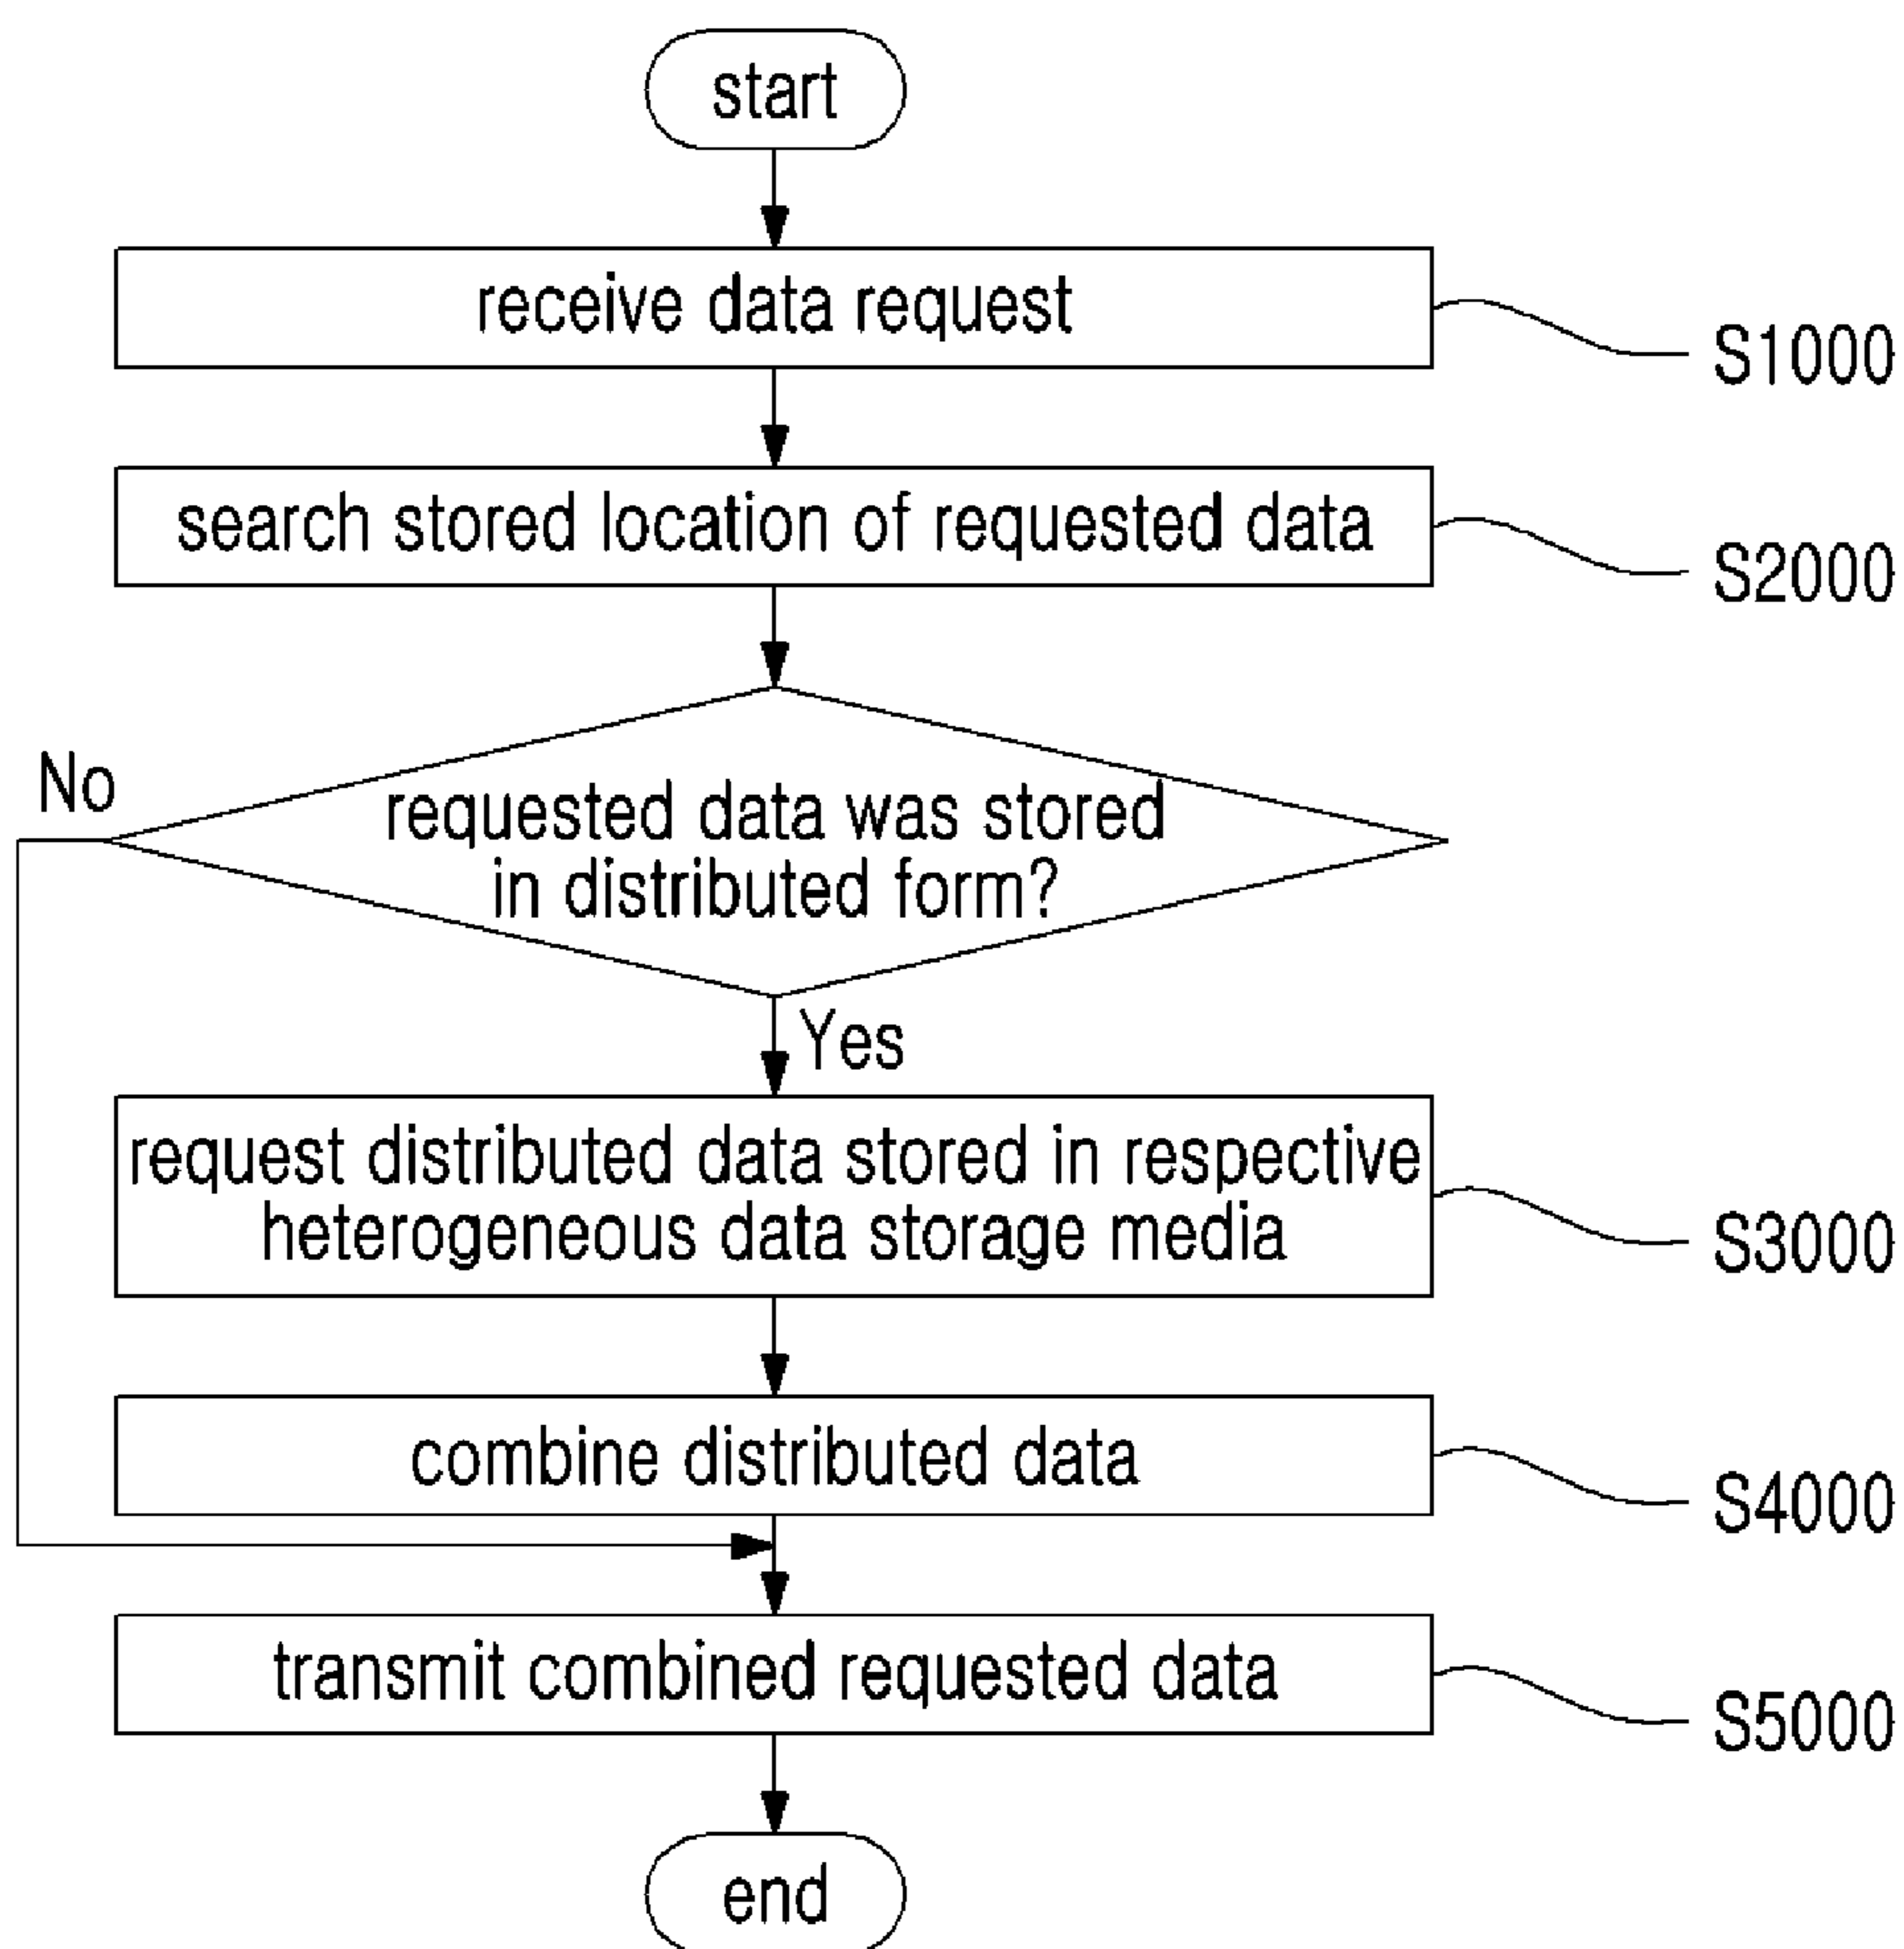 start
receive data request
S1000
search stored location of requested data
S2000
No
requested data was stored
in distributed form?
Yes
request distributed data stored in respective
heterogeneous data storage media
S3000
combine distributed data
S4000
transmit combined requested data
S5000
end